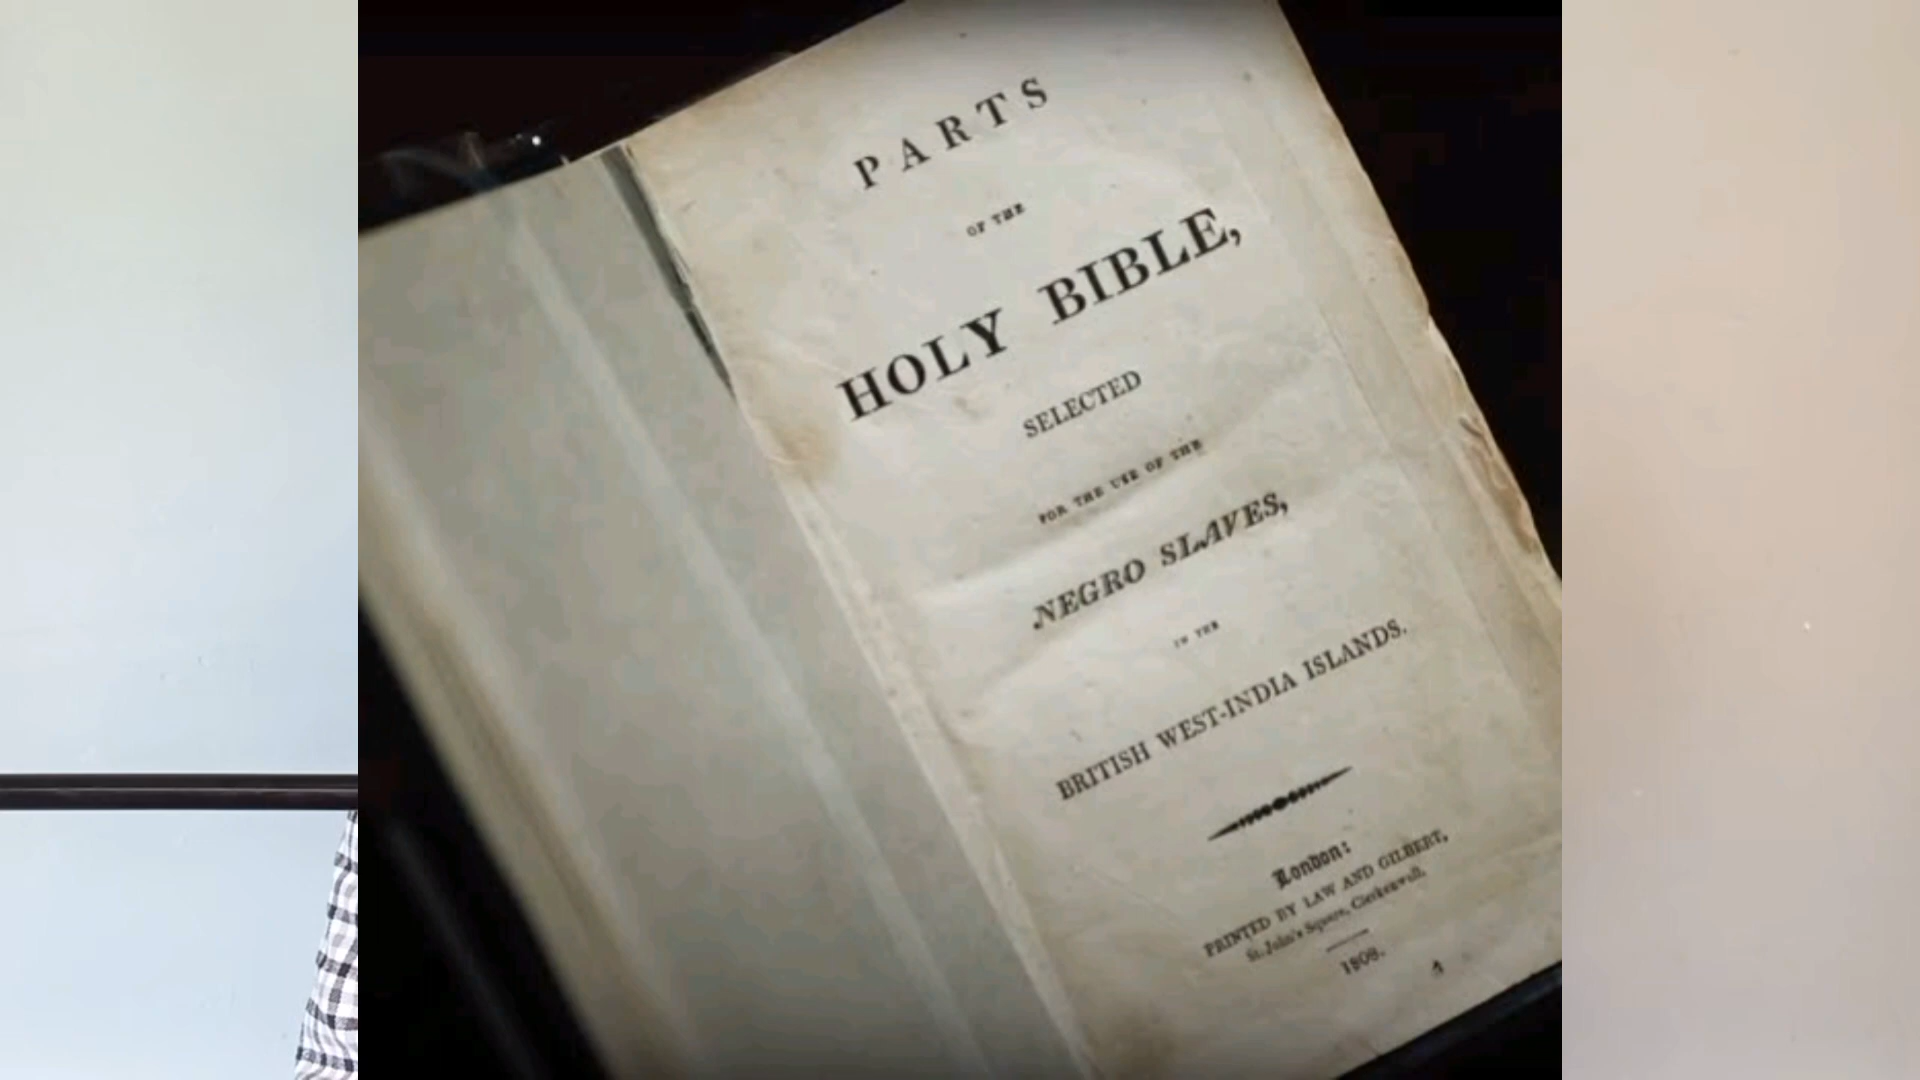 PARTS
OF THE
HOLY BIBLE,
SELECTED
FOR THE USE OF THE
NEGRO SLAVES,
IN THE
BRITISH WEST-INDIA ISLANDS.
London:
PRINTED BY LAW AND GILBERT,
St. John's Square, Clerkenwell,
1808.